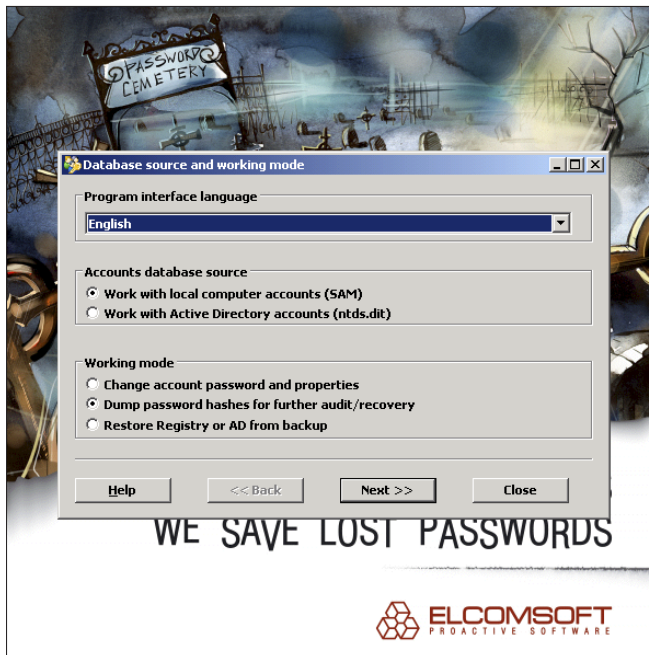 PASSWORD
CEMETERY
Database source and working mode
Program interface language
English
Accounts database source
Work with local computer accounts (SAM)
Work with Active Directory accounts (ntds.dit)
Working mode
Change account password and properties
Dump password hashes for further audit/recovery
Restore Registry or AD from backup
Help
<< Back
Next >>
Close
WE SAVE LOST PASSWORDS
ELCOMSOFT
PROACTIVE SOFTWARE